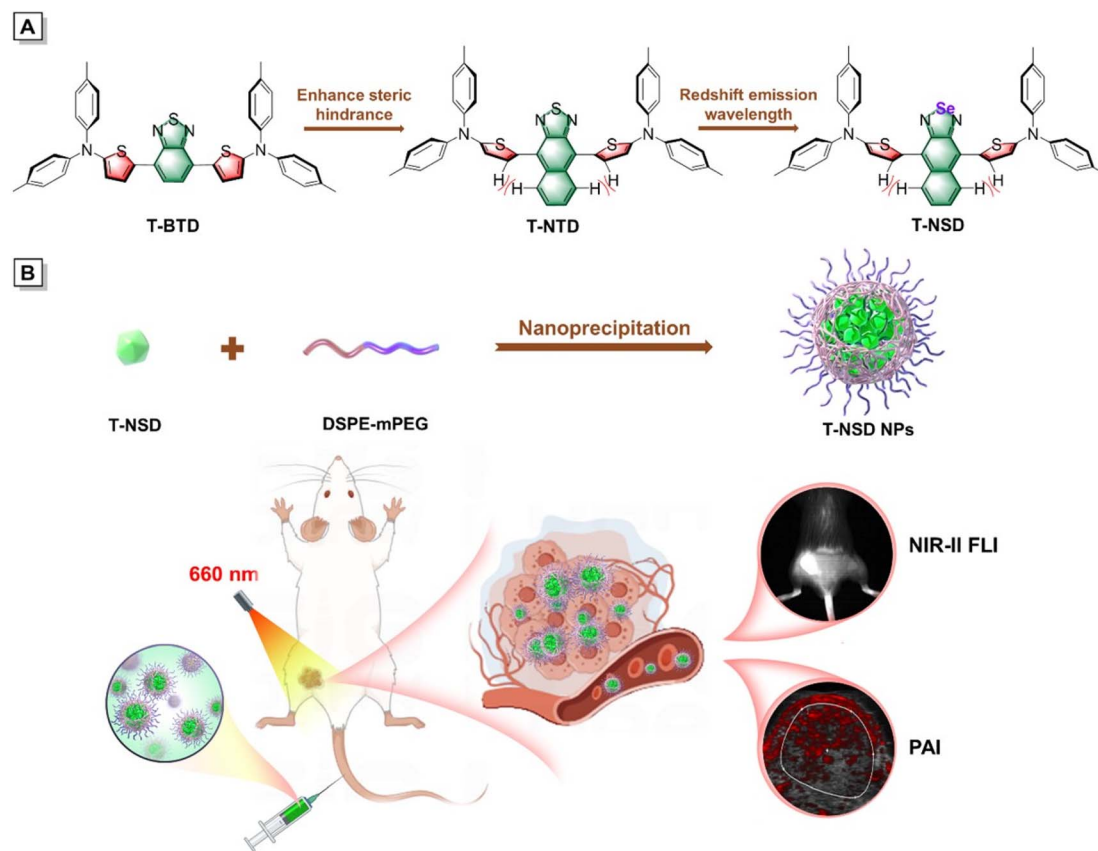 A
Enhance steric
hindrance
Redshift emission
wavelength
N S N
N
S
S
N
T-BTD
N S N
N
S
S
N
H
H
H
H
T-NTD
N Se N
N
S
S
N
H
H
H
H
T-NSD
B
Nanoprecipitation
T-NSD
DSPE-mPEG
T-NSD NPs
660 nm
NIR-II FLI
PAI